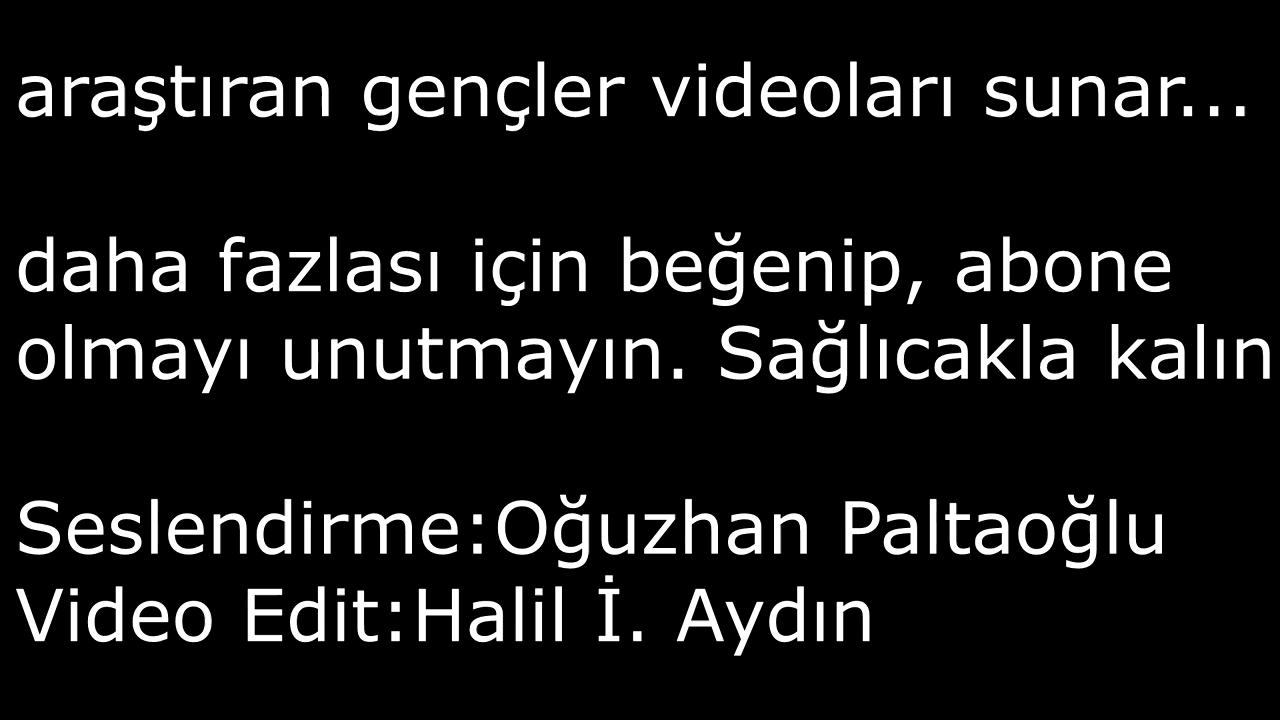 araştıran gençler videoları sunar...
daha fazlası için beğenip, abone
olmayı unutmayın. Sağlıcakla kalın
Seslendirme:Oğuzhan Paltaoğlu
Video Edit:Halil İ. Aydın